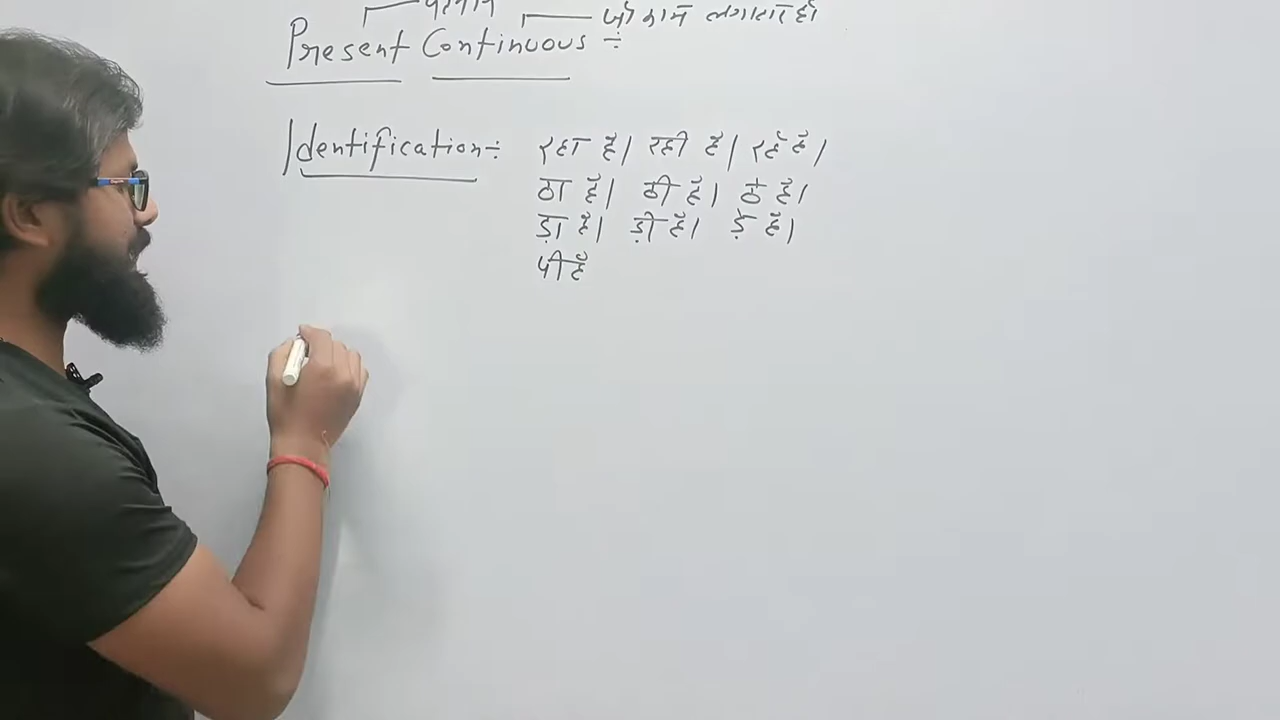 जो काम लगातार हो
Present Continuous ÷
Identification ÷ रहा है। रही है। रहे है।
ठा है। ठी है। ठे है।
ड़ा है। ड़ी है। ड़े है।
पी है